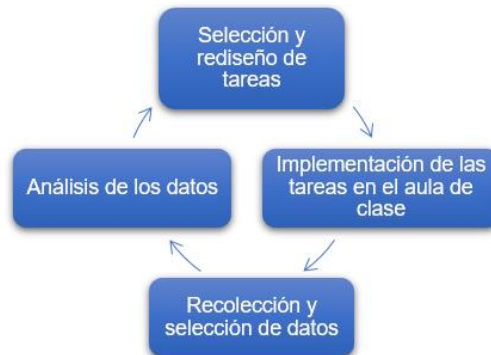 Selección y
rediseño de
tareas
Implementación de las
tareas en el aula de
clase
Recolección y
selección de datos
Análisis de los datos